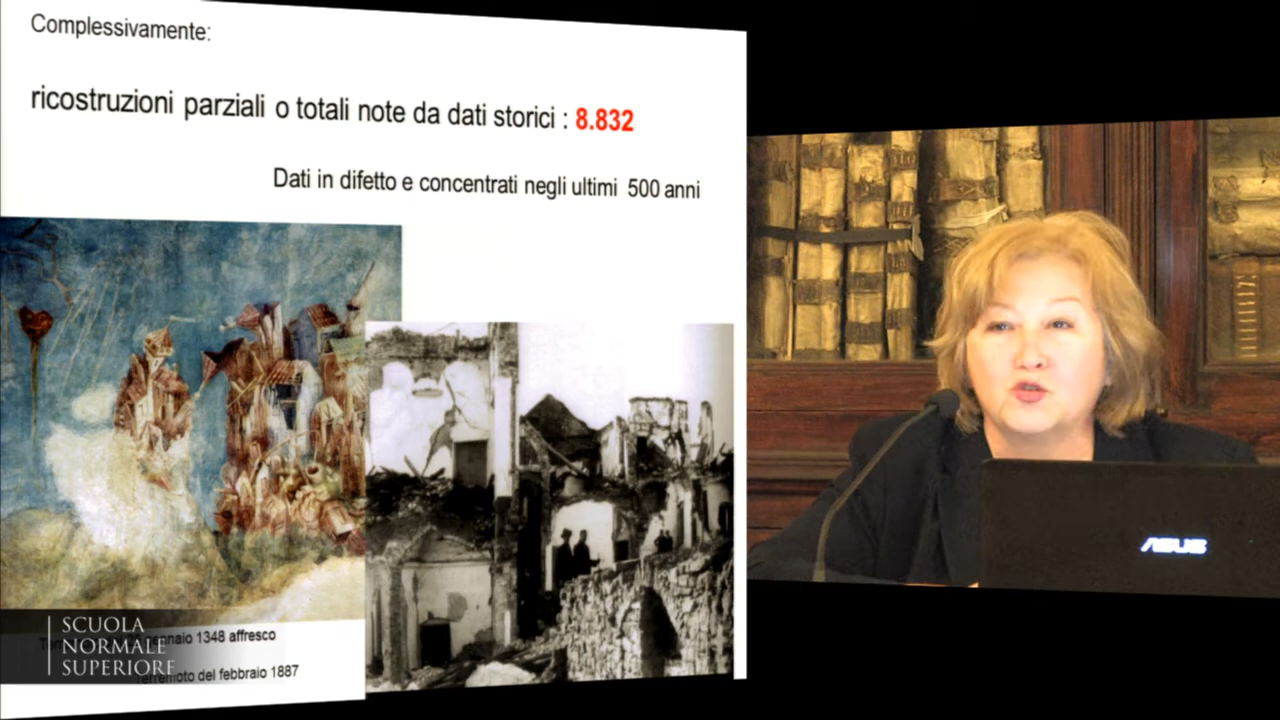 Complessivamente:
ricostruzioni parziali o totali note da dati storici : 8.832
Dati in difetto e concentrati negli ultimi 500 anni
gennaio 1348 affresco
Terremoto del febbraio 1887
SCUOLA
NORMALE
SUPERIORE
ASUS